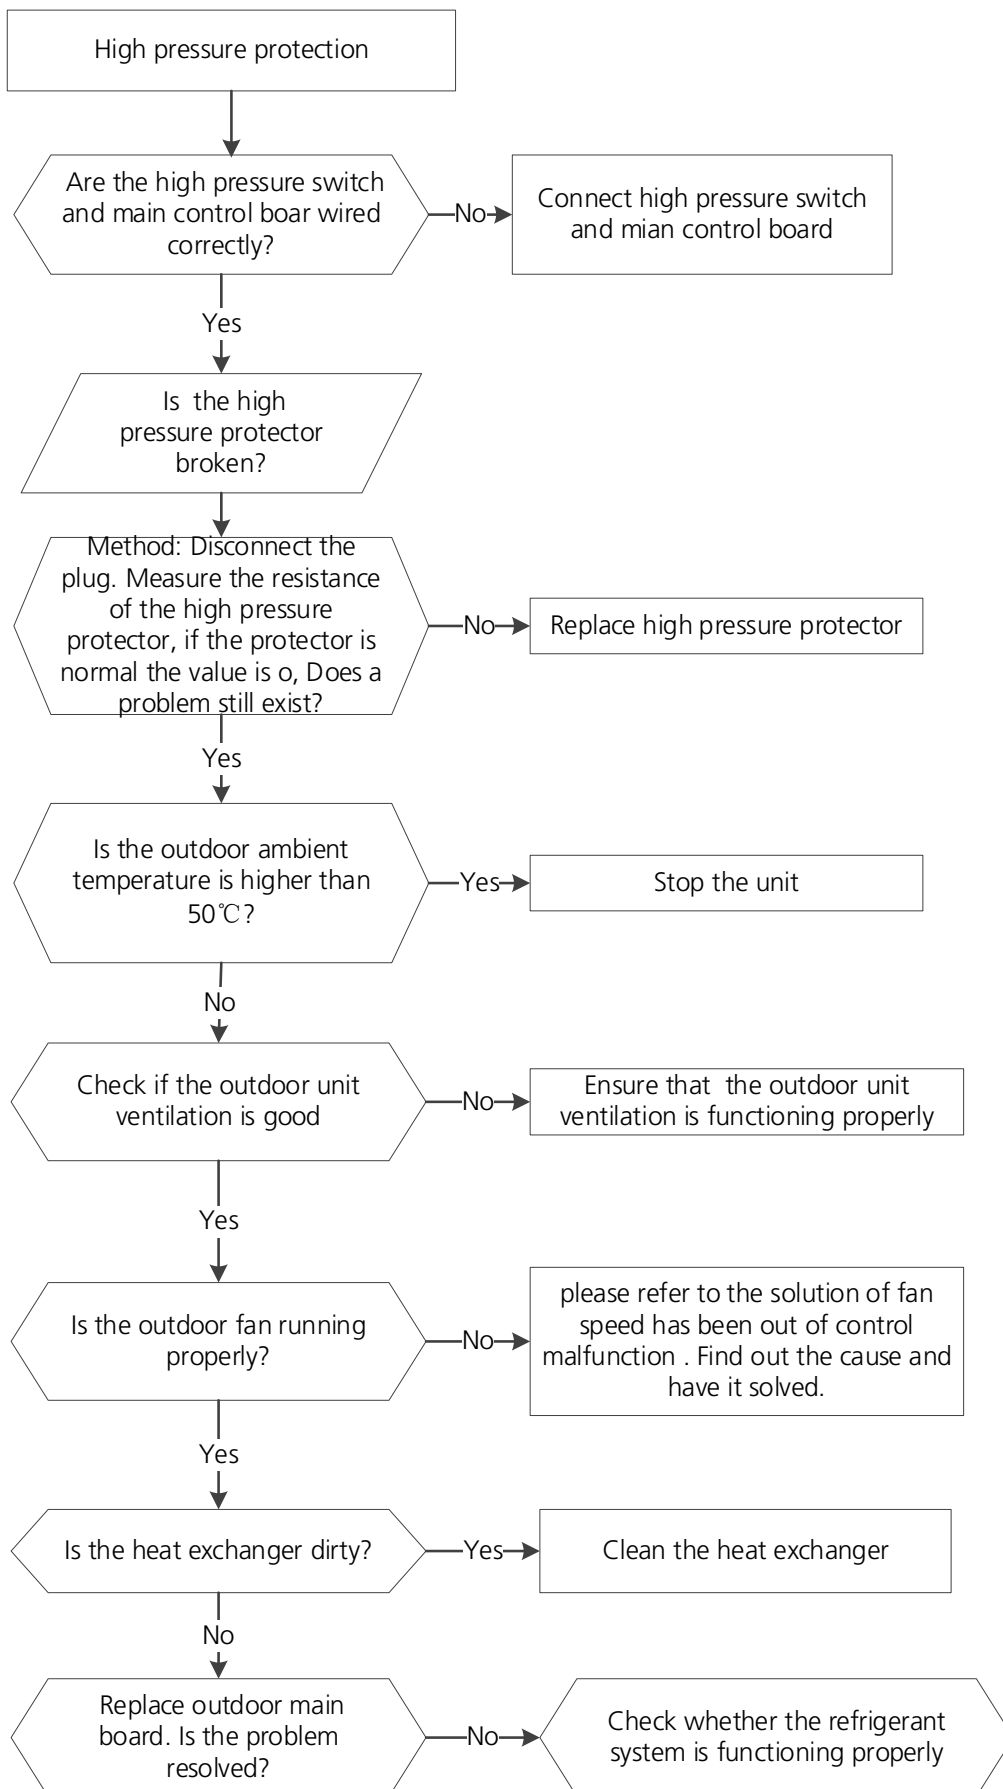 High pressure protection
Are the high pressure switch
and main control boar wired
correctly?
No
Connect high pressure switch
and mian control board
Yes
Is the high
pressure protector
broken?
Method: Disconnect the
plug. Measure the resistance
of the high pressure
protector, if the protector is
normal the value is o, Does a
problem still exist?
No
Replace high pressure protector
Yes
Is the outdoor ambient
temperature is higher than
50℃?
Yes
Stop the unit
No
Check if the outdoor unit
ventilation is good
No
Ensure that the outdoor unit
ventilation is functioning properly
Yes
Is the outdoor fan running
properly?
No
please refer to the solution of fan
speed has been out of control
malfunction . Find out the cause and
have it solved.
Yes
Is the heat exchanger dirty?
Yes
Clean the heat exchanger
No
Replace outdoor main
board. Is the problem
resolved?
No
Check whether the refrigerant
system is functioning properly